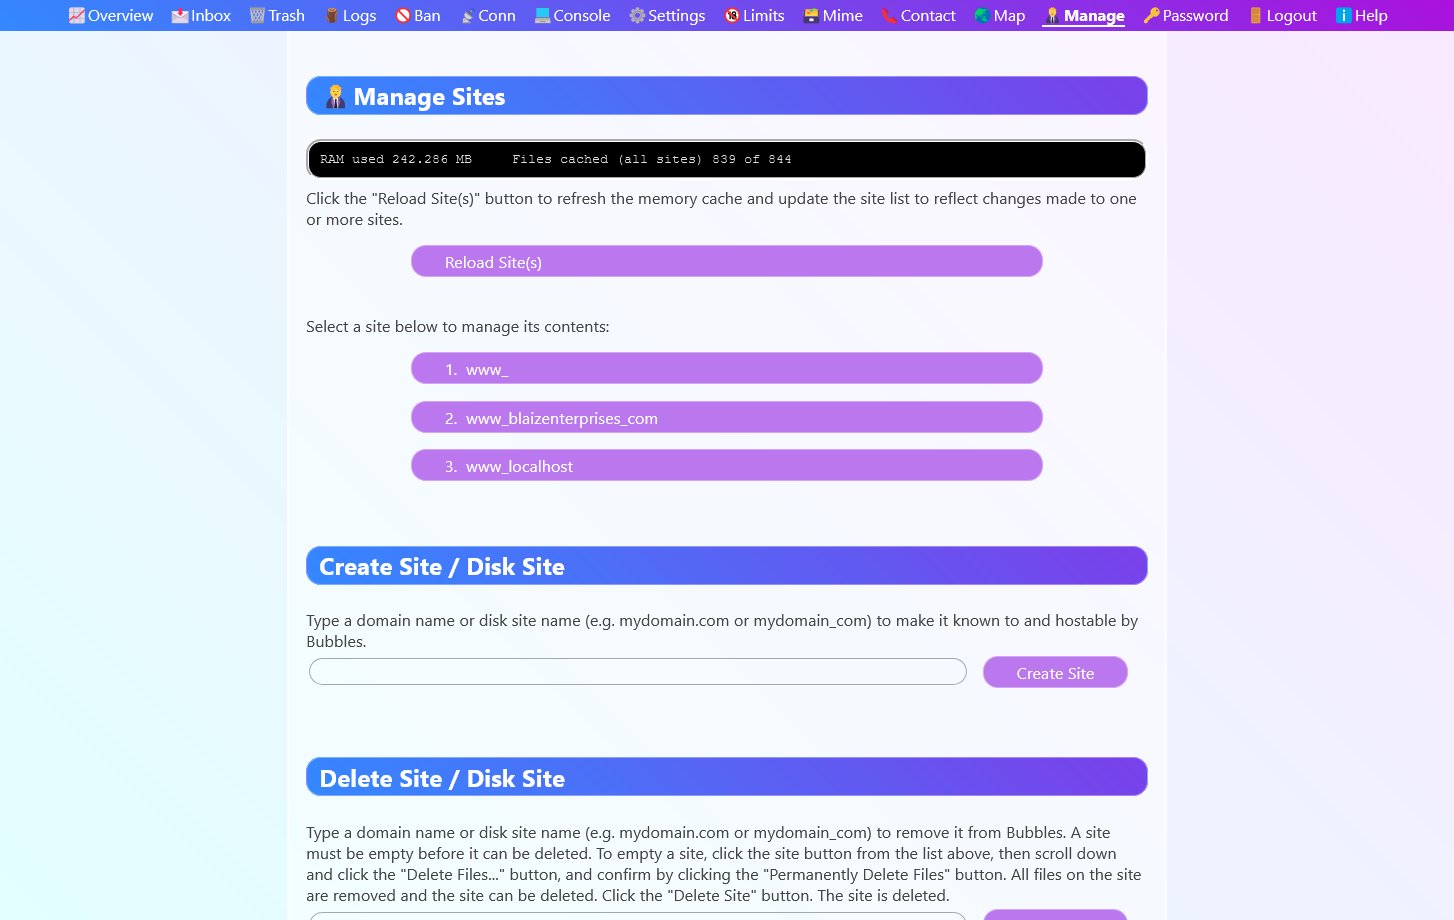 Overview Inbox Trash Logs Ban Conn Console Settings Limits Mime Contact Map Manage Password Logout Help
Manage Sites
RAM used 242.286 MB Files cached (all sites) 839 of 844
Click the "Reload Site(s)" button to refresh the memory cache and update the site list to reflect changes made to one
or more sites.
Reload Site(s)
Select a site below to manage its contents:
1. www_
2. www_blaizenterprises_com
3. www_localhost
Create Site / Disk Site
Type a domain name or disk site name (e.g. mydomain.com or mydomain_com) to make it known to and hostable by
Bubbles.
Create Site
Delete Site / Disk Site
Type a domain name or disk site name (e.g. mydomain.com or mydomain_com) to remove it from Bubbles. A site
must be empty before it can be deleted. To empty a site, click the site button from the list above, then scroll down
and click the "Delete Files..." button, and confirm by clicking the "Permanently Delete Files" button. All files on the site
are removed and the site can be deleted. Click the "Delete Site" button. The site is deleted.